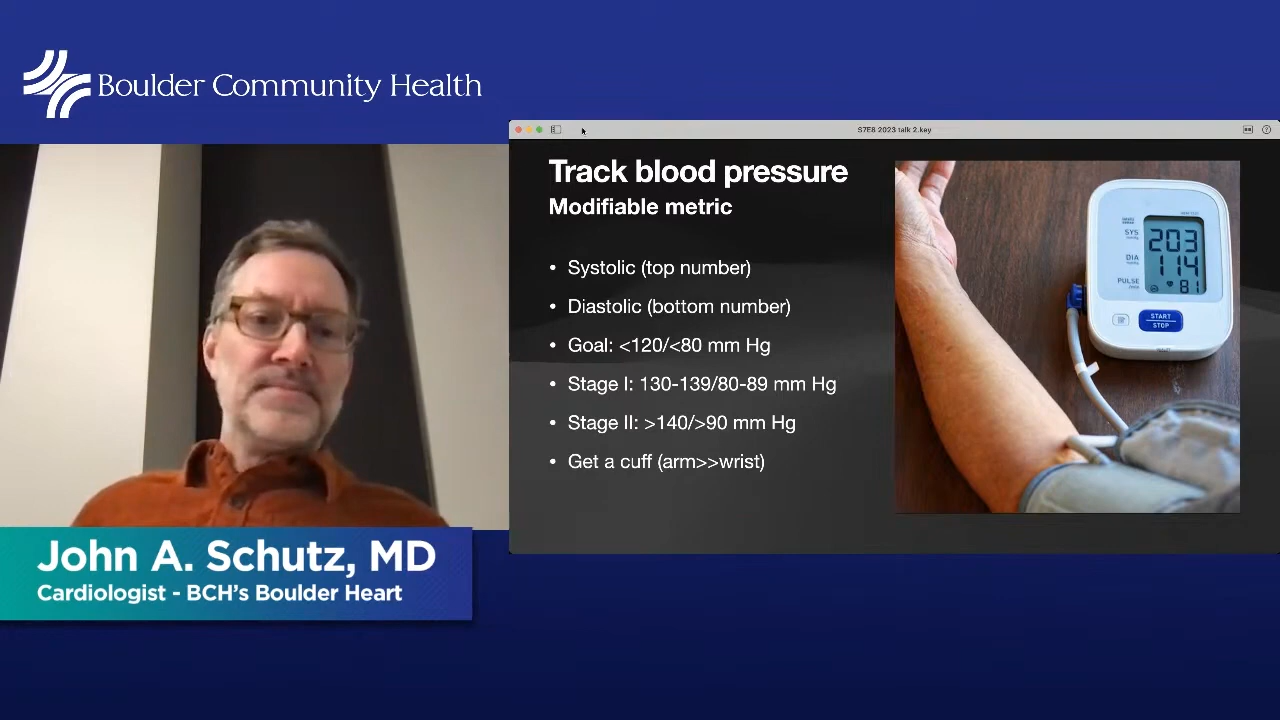 Boulder Community Health
S7E8 2023 talk 2.key
Track blood pressure
Modifiable metric
• Systolic (top number)
• Diastolic (bottom number)
• Goal: <120/<80 mm Hg
• Stage I: 130-139/80-89 mm Hg
• Stage II: >140/>90 mm Hg
• Get a cuff (arm>>wrist)
SYS
203
DIA
114
PULSE
81
START
STOP
John A. Schutz, MD
Cardiologist - BCH's Boulder Heart